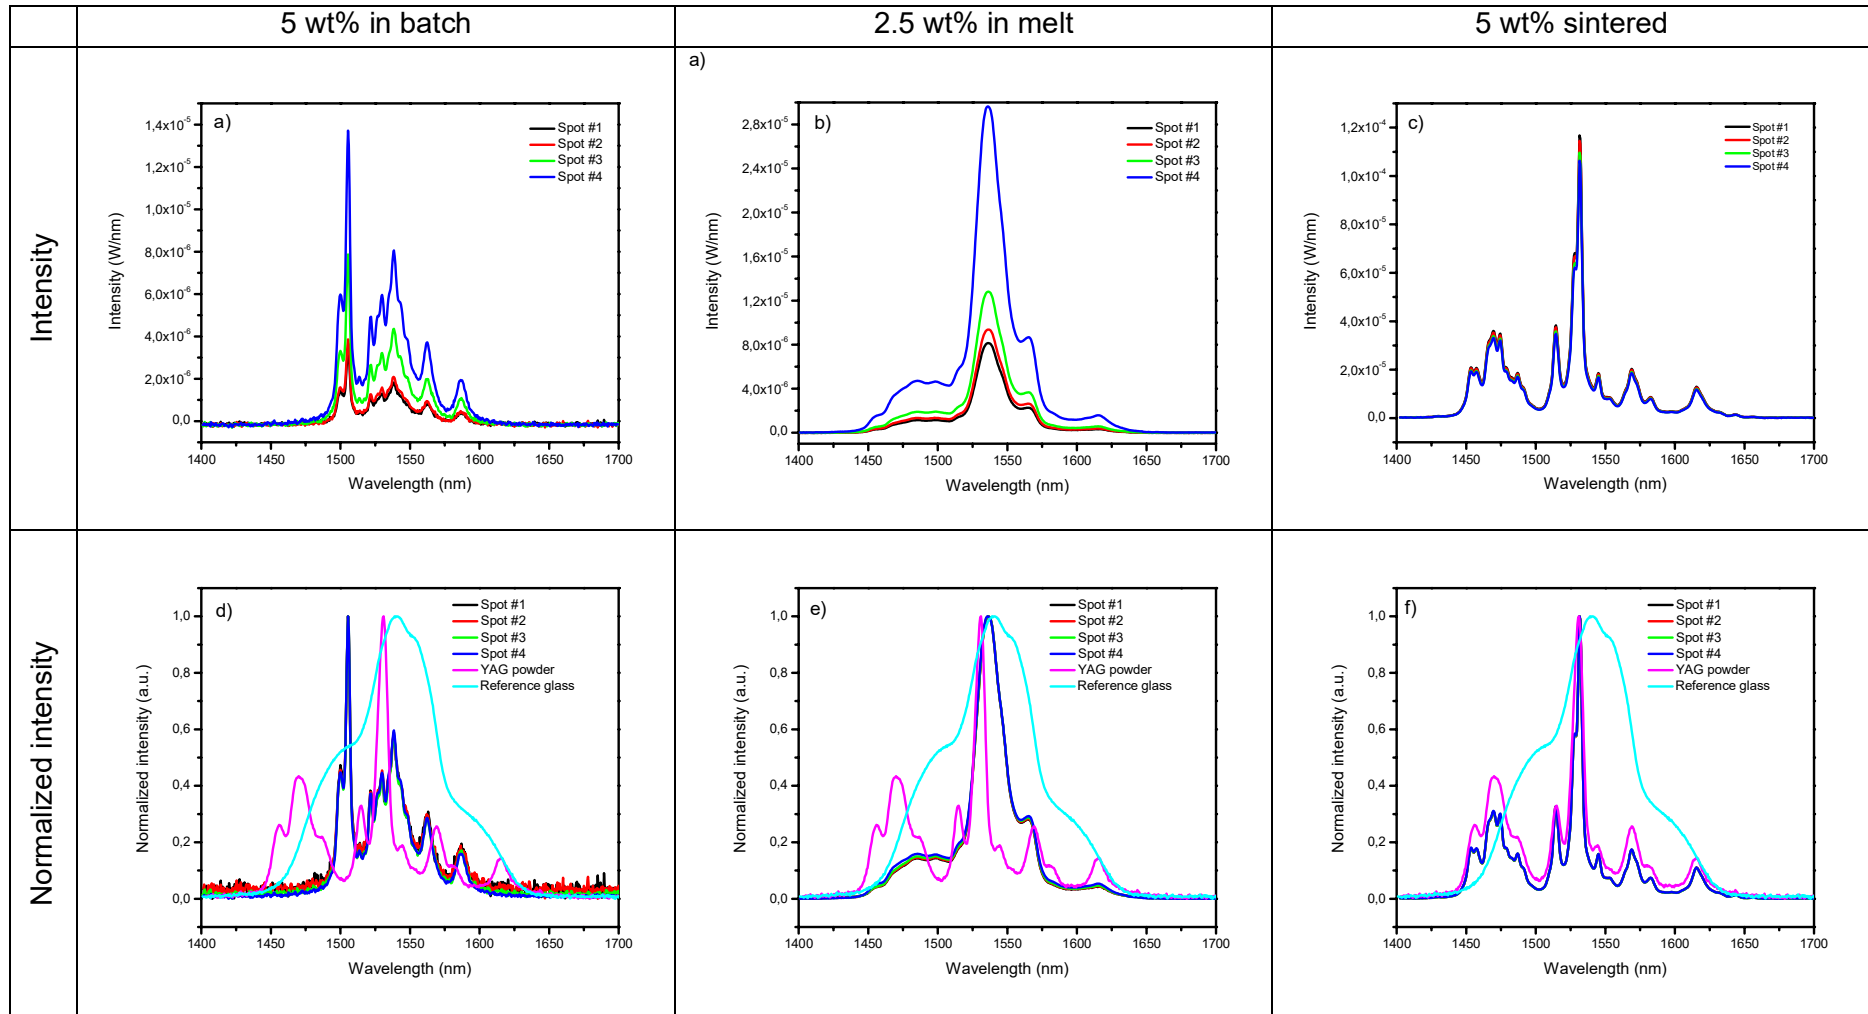 5 wt% in batch
2.5 wt% in melt
5 wt% sintered
Intensity
a)
1,4x10⁻⁵
1,2x10⁻⁵
1,0x10⁻⁵
8,0x10⁻⁶
6,0x10⁻⁶
4,0x10⁻⁶
2,0x10⁻⁶
0,0
Intensity (W/nm)
Spot #1
Spot #2
Spot #3
Spot #4
1400 1450 1500 1550 1600 1650 1700
Wavelength (nm)
a)
b)
2,8x10⁻⁵
2,4x10⁻⁵
2,0x10⁻⁵
1,6x10⁻⁵
1,2x10⁻⁵
8,0x10⁻⁶
4,0x10⁻⁶
0,0
Intensity (W/nm)
Spot #1
Spot #2
Spot #3
Spot #4
1400 1450 1500 1550 1600 1650 1700
Wavelength (nm)
c)
1,2x10⁻⁴
1,0x10⁻⁴
8,0x10⁻⁵
6,0x10⁻⁵
4,0x10⁻⁵
2,0x10⁻⁵
0,0
Intensity (W/nm)
Spot #1
Spot #2
Spot #3
Spot #4
1400 1450 1500 1550 1600 1650 1700
Wavelength (nm)
Normalized intensity
d)
1,0
0,8
0,6
0,4
0,2
0,0
Normalized intensity (a.u.)
Spot #1
Spot #2
Spot #3
Spot #4
YAG powder
Reference glass
1400 1450 1500 1550 1600 1650 1700
Wavelength (nm)
e)
1,0
0,8
0,6
0,4
0,2
0,0
Normalized intensity (a.u.)
Spot #1
Spot #2
Spot #3
Spot #4
YAG powder
Reference glass
1400 1450 1500 1550 1600 1650 1700
Wavelength (nm)
f)
1,0
0,8
0,6
0,4
0,2
0,0
Normalized intensity (a.u.)
Spot #1
Spot #2
Spot #3
Spot #4
YAG powder
Reference glass
1400 1450 1500 1550 1600 1650 1700
Wavelength (nm)